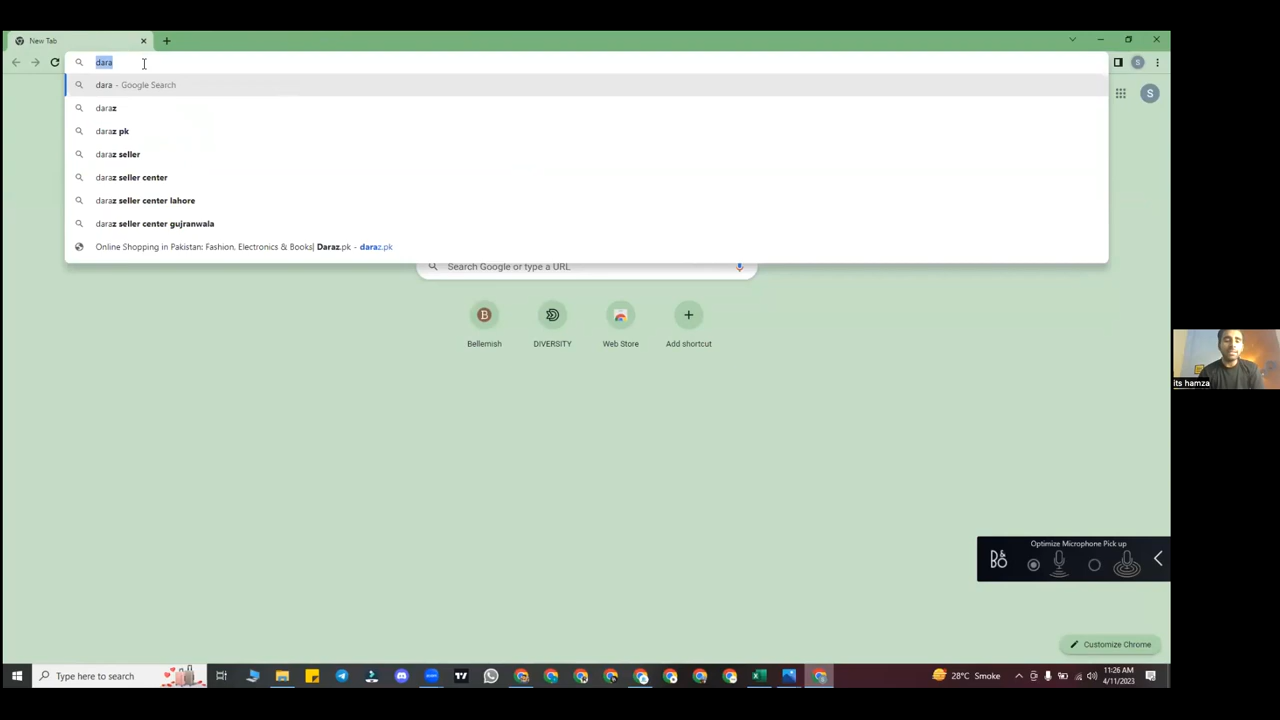 New Tab
dara
dara - Google Search
daraz
daraz pk
daraz seller
daraz seller center
daraz seller center lahore
daraz seller center gujranwala
Online Shopping in Pakistan: Fashion, Electronics & Books| Daraz.pk - daraz.pk
S
S
Search Google or type a URL
B
Bellemish
DIVERSITY
Web Store
Add shortcut
its hamza
B&O
Optimize Microphone Pick up
Customize Chrome
Type here to search
28°C Smoke
11:26 AM
4/11/2023